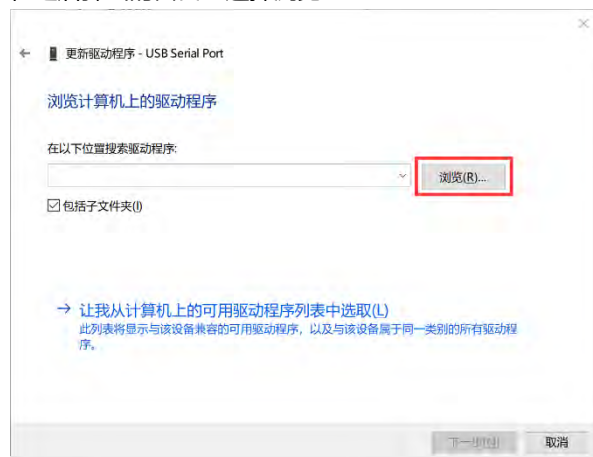 ← 更新驱动程序 - USB Serial Port
浏览计算机上的驱动程序
在以下位置搜索驱动程序:
浏览(R)...
包括子文件夹(I)
→ 让我从计算机上的可用驱动程序列表中选取(L)
此列表将显示与该设备兼容的可用驱动程序，以及与该设备属于同一类别的所有驱动程
序。
下一步(N)
取消